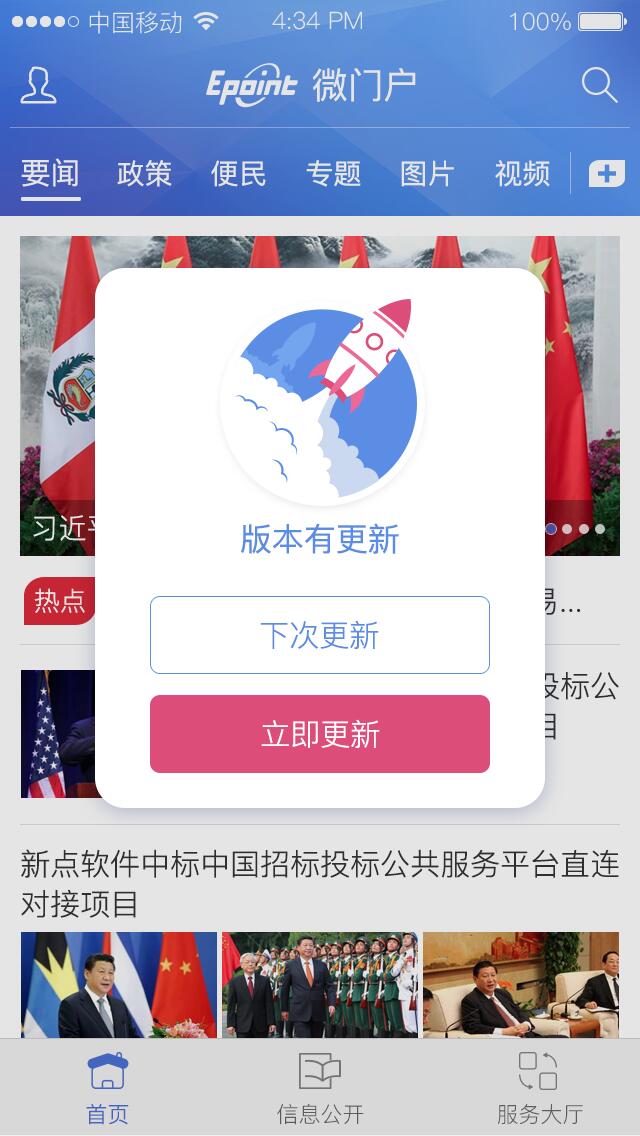 中国移动 4:34 PM 100%
Epoint 微门户
要闻 政策 便民 专题 图片 视频
习近
版本有更新
热点
易...
下次更新
投标公
目
立即更新
新点软件中标中国招标投标公共服务平台直连
对接项目
首页 信息公开 服务大厅